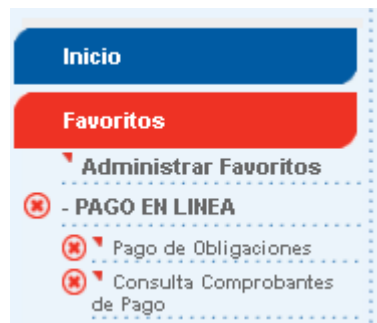 Inicio
Favoritos
Administrar Favoritos
- PAGO EN LINEA
Pago de Obligaciones
Consulta Comprobantes
de Pago